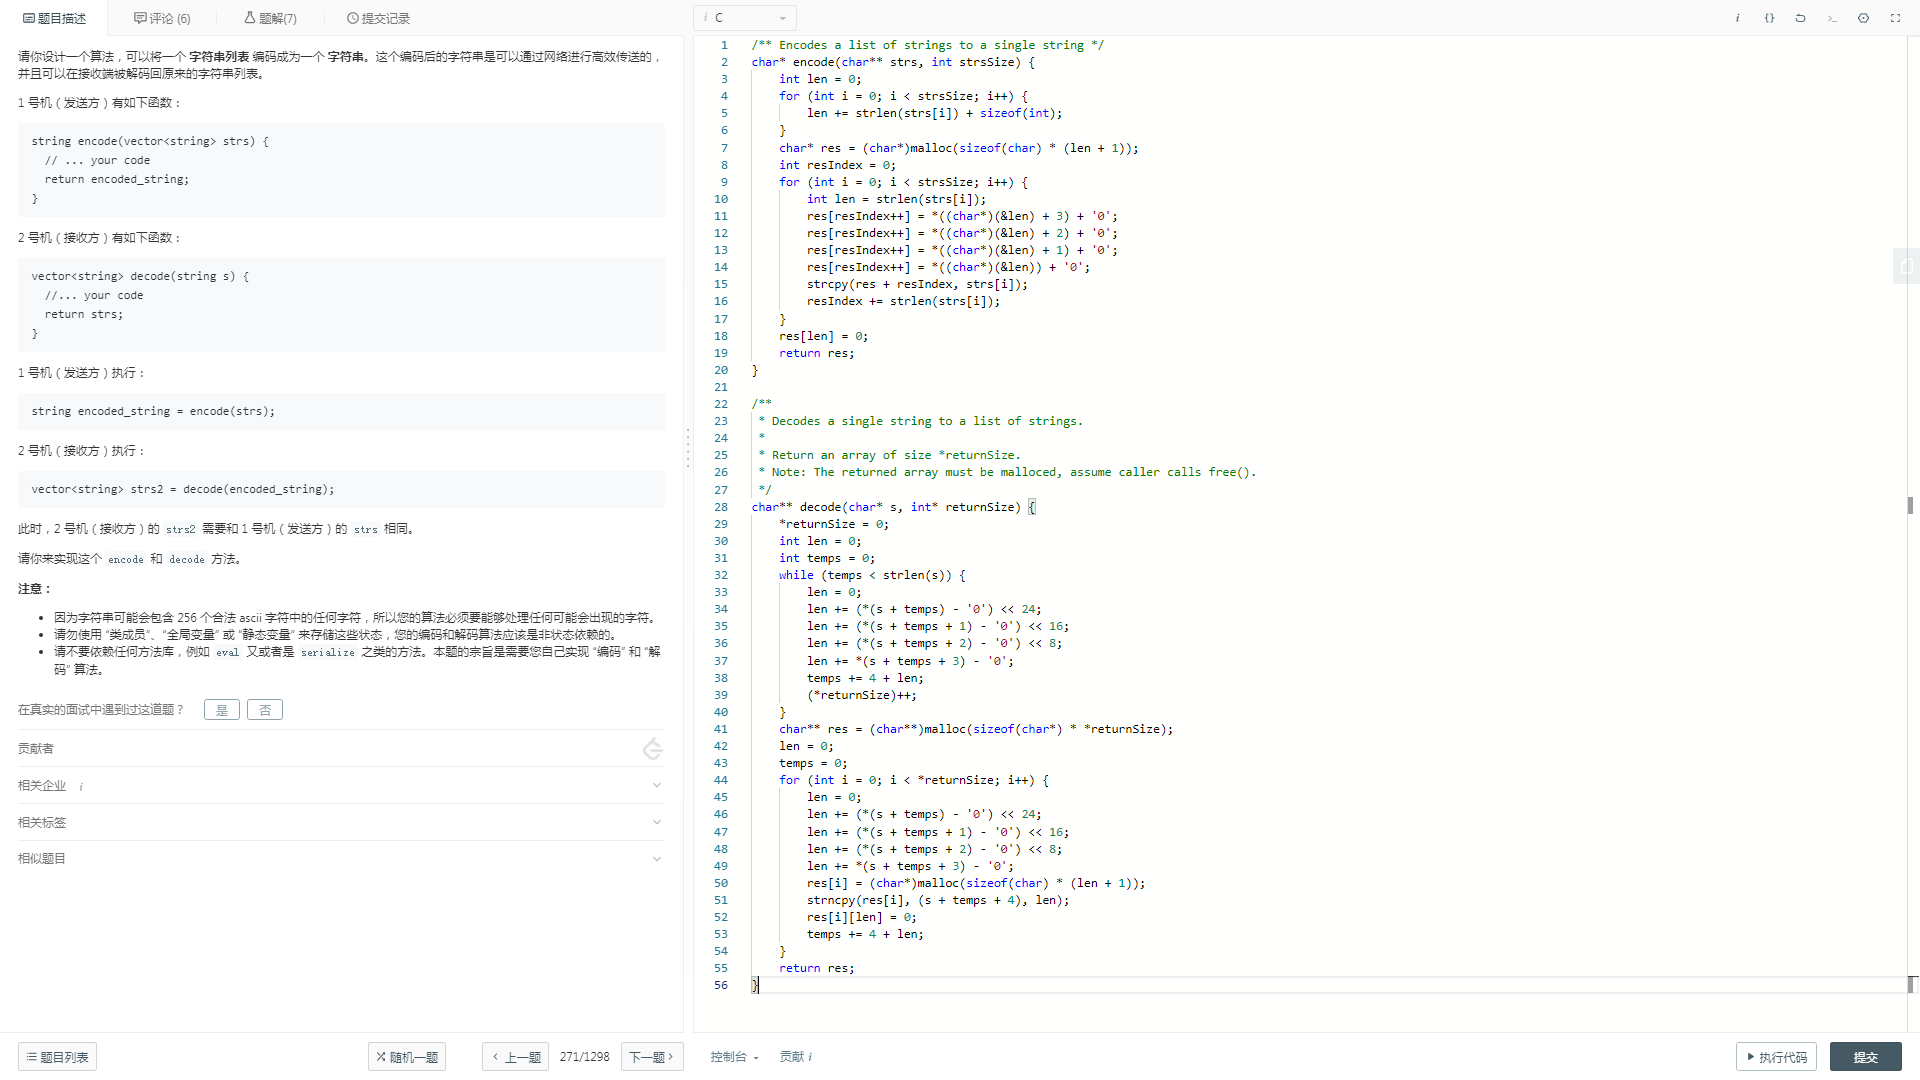 题目描述
评论 (6)
题解(7)
提交记录
请你设计一个算法，可以将一个 字符串列表 编码成为一个 字符串。这个编码后的字符串是可以通过网络进行高效传送的，
并且可以在接收端被解码回原来的字符串列表。
1 号机（发送方）有如下函数：
string encode(vector<string> strs) {
  // ... your code
  return encoded_string;
}
2 号机（接收方）有如下函数：
vector<string> decode(string s) {
  //... your code
  return strs;
}
1 号机（发送方）执行：
string encoded_string = encode(strs);
2 号机（接收方）执行：
vector<string> strs2 = decode(encoded_string);
此时，2 号机（接收方）的 strs2 需要和 1 号机（发送方）的 strs 相同。
请你来实现这个 encode 和 decode 方法。
注意：
• 因为字符串可能会包含 256 个合法 ascii 字符中的任何字符，所以您的算法必须要能够处理任何可能会出现的字符。
• 请勿使用 “类成员”、“全局变量” 或 “静态变量” 来存储这些状态，您的编码和解码算法应该是非状态依赖的。
• 请不要依赖任何方法库，例如 eval 又或者是 serialize 之类的方法。本题的宗旨是需要您自己实现 “编码” 和 “解
码” 算法。
在真实的面试中遇到过这道题？ 是 否
贡献者
相关企业 i
相关标签
相似题目
题目列表
随机一题
上一题
271/1298
下一题
i C
i {} >_
1 /** Encodes a list of strings to a single string */
2 char* encode(char** strs, int strsSize) {
3     int len = 0;
4     for (int i = 0; i < strsSize; i++) {
5         len += strlen(strs[i]) + sizeof(int);
6     }
7     char* res = (char*)malloc(sizeof(char) * (len + 1));
8     int resIndex = 0;
9     for (int i = 0; i < strsSize; i++) {
10         int len = strlen(strs[i]);
11         res[resIndex++] = *((char*)(&len) + 3) + '0';
12         res[resIndex++] = *((char*)(&len) + 2) + '0';
13         res[resIndex++] = *((char*)(&len) + 1) + '0';
14         res[resIndex++] = *((char*)(&len)) + '0';
15         strcpy(res + resIndex, strs[i]);
16         resIndex += strlen(strs[i]);
17     }
18     res[len] = 0;
19     return res;
20 }
21
22 /**
23  * Decodes a single string to a list of strings.
24  *
25  * Return an array of size *returnSize.
26  * Note: The returned array must be malloced, assume caller calls free().
27  */
28 char** decode(char* s, int* returnSize) {
29     *returnSize = 0;
30     int len = 0;
31     int temps = 0;
32     while (temps < strlen(s)) {
33         len = 0;
34         len += (*(s + temps) - '0') << 24;
35         len += (*(s + temps + 1) - '0') << 16;
36         len += (*(s + temps + 2) - '0') << 8;
37         len += *(s + temps + 3) - '0';
38         temps += 4 + len;
39         (*returnSize)++;
40     }
41     char** res = (char**)malloc(sizeof(char*) * *returnSize);
42     len = 0;
43     temps = 0;
44     for (int i = 0; i < *returnSize; i++) {
45         len = 0;
46         len += (*(s + temps) - '0') << 24;
47         len += (*(s + temps + 1) - '0') << 16;
48         len += (*(s + temps + 2) - '0') << 8;
49         len += *(s + temps + 3) - '0';
50         res[i] = (char*)malloc(sizeof(char) * (len + 1));
51         strncpy(res[i], (s + temps + 4), len);
52         res[i][len] = 0;
53         temps += 4 + len;
54     }
55     return res;
56 }
控制台
贡献 i
执行代码
提交